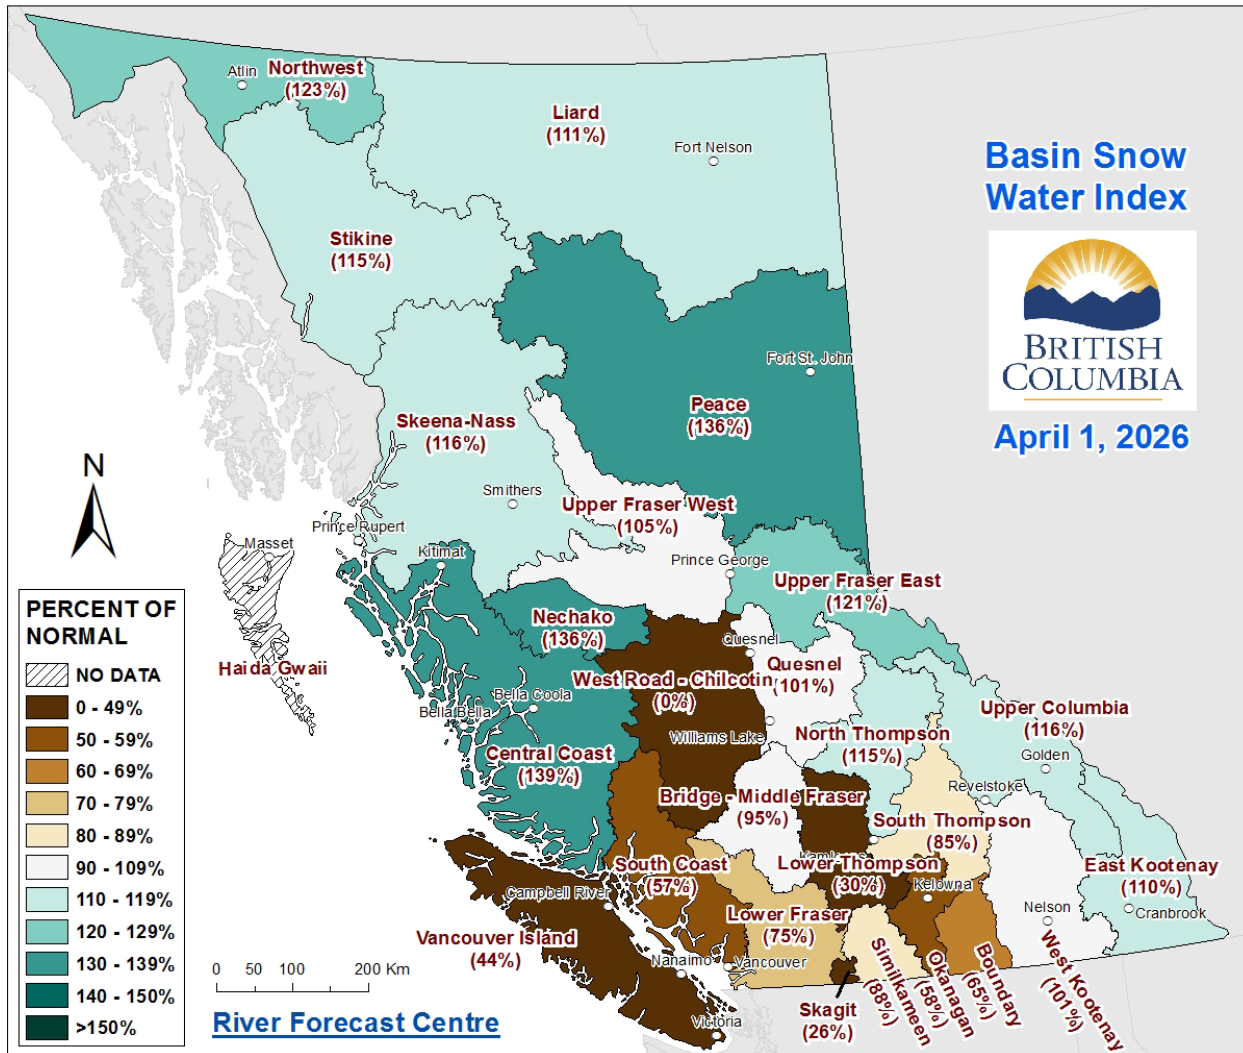 Atlin
Northwest
(123%)
Liard
(111%)
Fort Nelson
Basin Snow
Water Index
BRITISH
COLUMBIA
April 1, 2026
Stikine
(115%)
Fort St. John
Peace
(136%)
Skeena-Nass
(116%)
Smithers
Upper Fraser West
(105%)
N
Prince Rupert
Masset
Kitimat
Prince George
Upper Fraser East
(121%)
Nechako
(136%)
Quesnel
Quesnel
(101%)
Haida Gwaii
West Road - Chilcotin
(0%)
Bella Coola
Bella Bella
Williams Lake
Upper Columbia
(116%)
Golden
North Thompson
(115%)
Central Coast
(139%)
Revelstoke
Bridge - Middle Fraser
(95%)
South Thompson
(85%)
Lower Thompson
(30%)
Kelowna
East Kootenay
(110%)
Cranbrook
South Coast
(57%)
Campbell River
Lower Fraser
(75%)
Nelson
Vancouver Island
(44%)
Nanaimo
Vancouver
Victoria
Skagit
(26%)
Similkameen
(88%)
Okanagan
(58%)
Boundary
(65%)
West Kootenay
(101%)
PERCENT OF
NORMAL
NO DATA
0 - 49%
50 - 59%
60 - 69%
70 - 79%
80 - 89%
90 - 109%
110 - 119%
120 - 129%
130 - 139%
140 - 150%
>150%
0 50 100 200 Km
River Forecast Centre